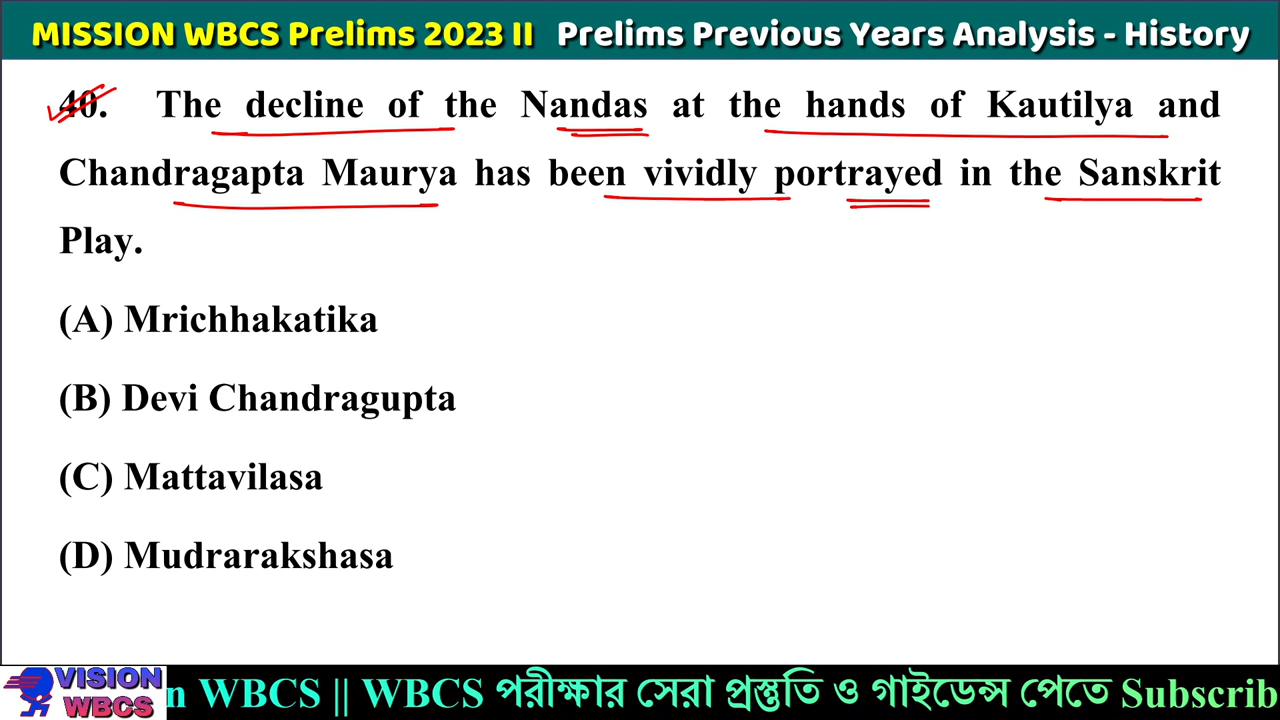 MISSION WBCS Prelims 2023 II Prelims Previous Years Analysis - History
40. The decline of the Nandas at the hands of Kautilya and
Chandragapta Maurya has been vividly portrayed in the Sanskrit
Play.
(A) Mrichhakatika
(B) Devi Chandragupta
(C) Mattavilasa
(D) Mudrarakshasa
VISION
WBCS
n WBCS || WBCS পরীক্ষার সেরা প্রস্তুতি ও গাইডেন্স পেতে Subscrib